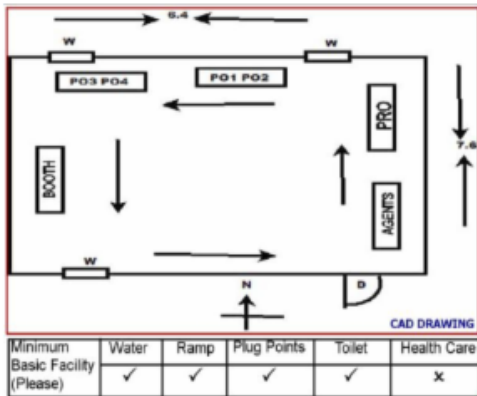 6.4
W W
PO3 PO4 PO1 PO2
PRO
7.6
BOOTH
AGENTS
W
N D
CAD DRAWING
Minimum Basic Facility (Please) Water Ramp Plug Points Toilet Health Care
✓ ✓ ✓ ✓ x